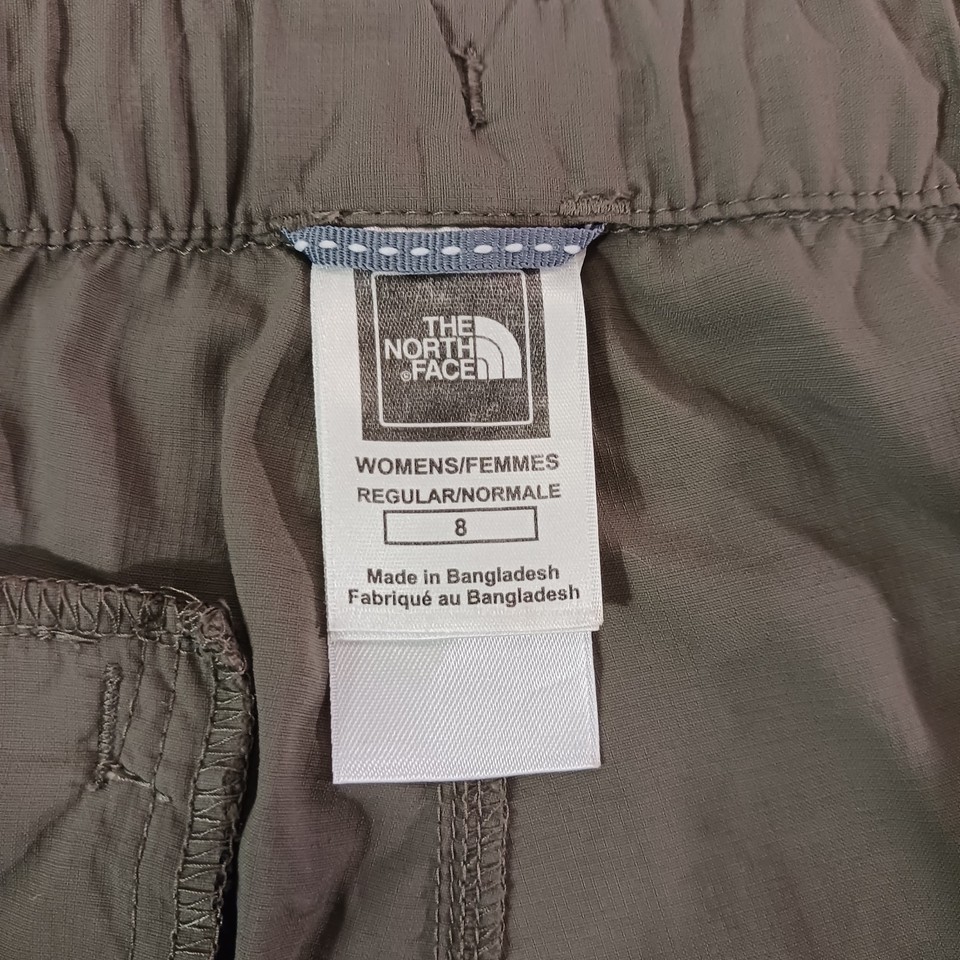 THE
NORTH
®FACE
WOMENS/FEMMES
REGULAR/NORMALE
8
Made in Bangladesh
Fabriqué au Bangladesh